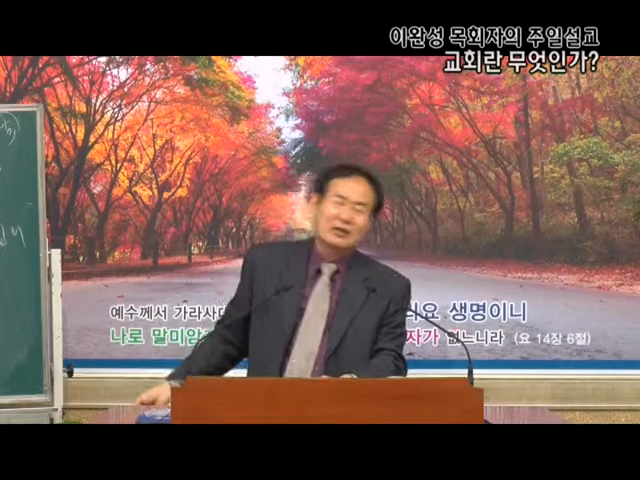 이완성 목회자의 주일설교
교회란 무엇인가?
예수께서 가라사대 시요 생명이니
나로 말미암 자가 없느니라 (요 14장 6절)